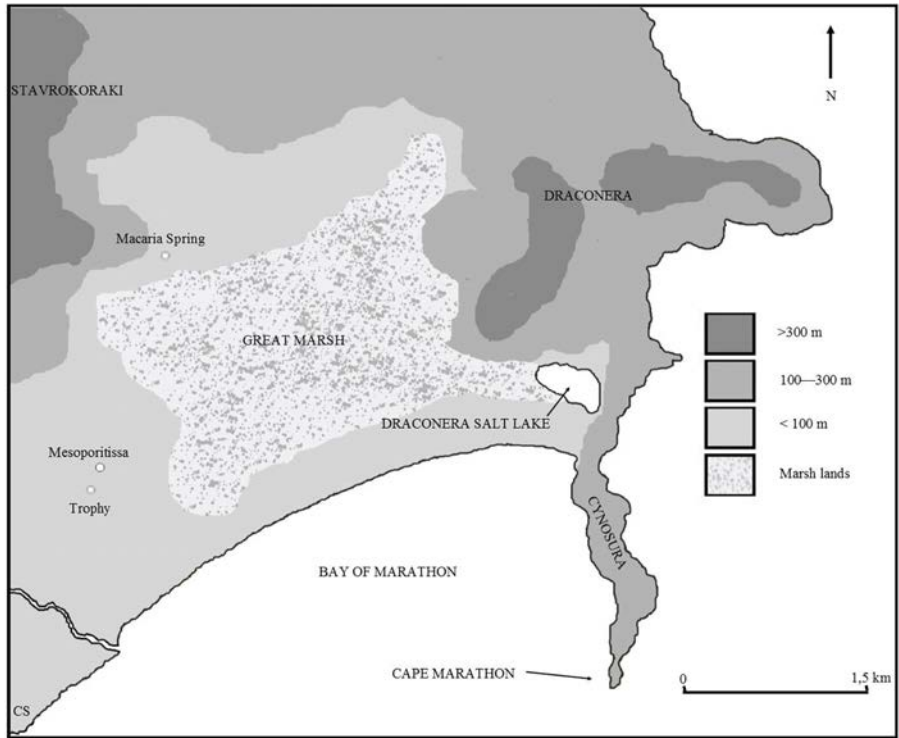 STAVROKORAKI
N
DRACONERA
Macaria Spring
GREAT MARSH
>300 m
100—300 m
< 100 m
Marsh lands
DRACONERA SALT LAKE
Mesoporitissa
Trophy
CYNOSURA
BAY OF MARATHON
CAPE MARATHON
0 1,5 km
CS